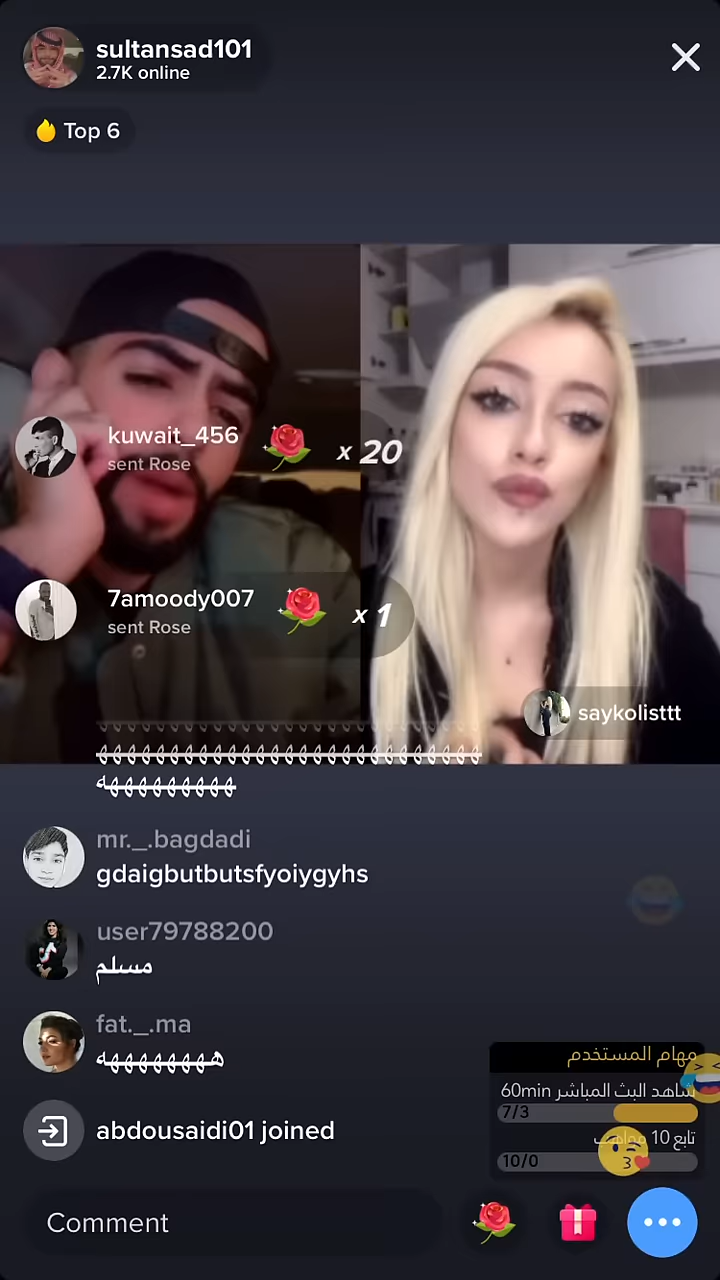 sultansad101
2.7K online
Top 6
kuwait_456
sent Rose
x 20
7amoody007
sent Rose
x 1
saykolisttt
هههههههههه
mr._.bagdadi
gdaigbutbutsfyoiygyhs
user79788200
مسلم
fat._.ma
ههههههههه
abdousaidi01 joined
مهام المستخدم
شاهد البث المباشر 60min
7/3
تابع 10 مواهب
10/0
Comment